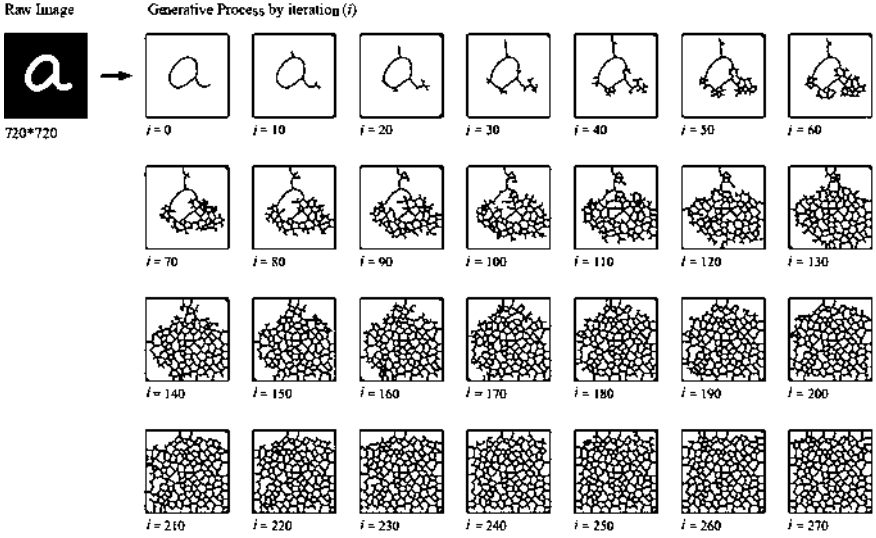 Raw Image
Generative Process by iteration (i)
a
720*720
i = 0
i = 10
i = 20
i = 30
i = 40
i = 50
i = 60
i = 70
i = 80
i = 90
i = 100
i = 110
i = 120
i = 130
i = 140
i = 150
i = 160
i = 170
i = 180
i = 190
i = 200
i = 210
i = 220
i = 230
i = 240
i = 250
i = 260
i = 270